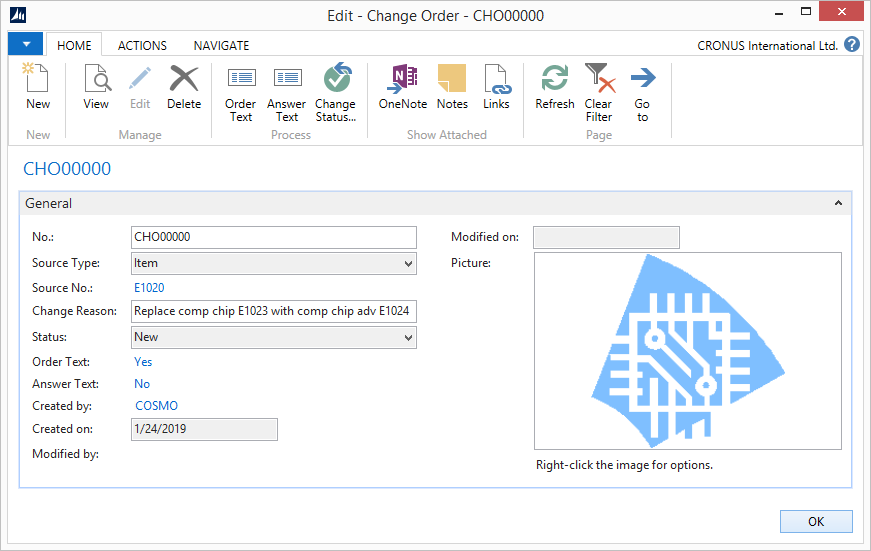 Edit - Change Order - CHO00000
HOME ACTIONS NAVIGATE CRONUS International Ltd. ?
New View Edit Delete Order Text Answer Text Change Status... OneNote Notes Links Refresh Clear Filter Go to
New Manage Process Show Attached Page
CHO00000
General
No.: CHO00000 Modified on:
Source Type: Item Picture:
Source No.: E1020
Change Reason: Replace comp chip E1023 with comp chip adv E1024
Status: New
Order Text: Yes
Answer Text: No
Created by: COSMO
Created on: 1/24/2019
Modified by:
Right-click the image for options.
OK